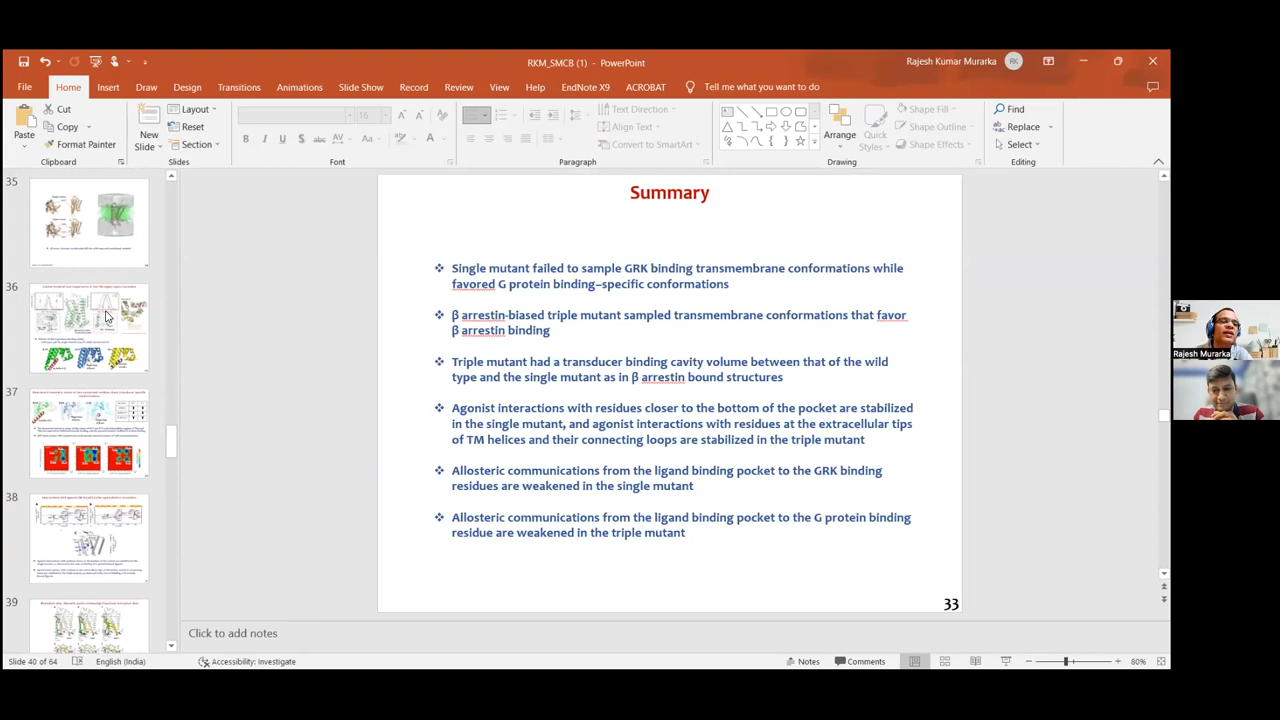 RKM_SMCB (1) - PowerPoint
Rajesh Kumar Murarka
RK
File
Home
Insert
Draw
Design
Transitions
Animations
Slide Show
Record
Review
View
Help
EndNote X9
ACROBAT
Tell me what you want to do
Paste
Cut
Copy
Format Painter
Clipboard
New
Slide
Layout
Reset
Section
Slides
16
B
I
U
S
abc
AV
Aa
A
Font
Text Direction
Align Text
Convert to SmartArt
Paragraph
Arrange
Quick
Styles
Shape Fill
Shape Outline
Shape Effects
Drawing
Find
Replace
Select
Editing
35
36
37
38
39
Summary
❖ Single mutant failed to sample GRK binding transmembrane conformations while
favored G protein binding–specific conformations
❖ β arrestin-biased triple mutant sampled transmembrane conformations that favor
β arrestin binding
❖ Triple mutant had a transducer binding cavity volume between that of the wild
type and the single mutant as in β arrestin bound structures
❖ Agonist interactions with residues closer to the bottom of the pocket are stabilized
in the single mutant, and agonist interactions with residues at the extracellular tips
of TM helices and their connecting loops are stabilized in the triple mutant
❖ Allosteric communications from the ligand binding pocket to the GRK binding
residues are weakened in the single mutant
❖ Allosteric communications from the ligand binding pocket to the G protein binding
residue are weakened in the triple mutant
33
Click to add notes
Slide 40 of 64
English (India)
Accessibility: Investigate
Notes
Comments
80%
Rajesh Murarka